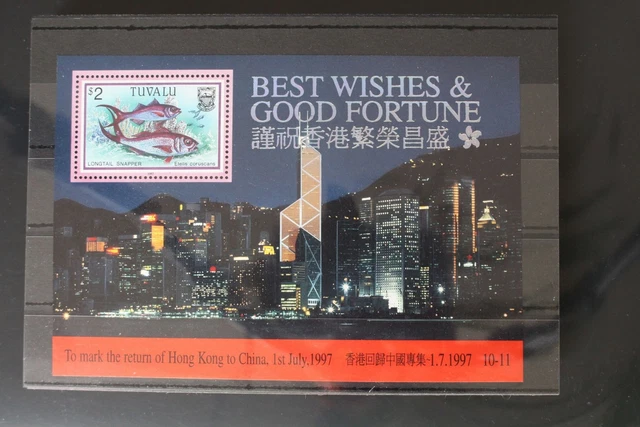 $2 TUVALU
LONGTAIL SNAPPER Etelis coruscans
BEST WISHES &
GOOD FORTUNE
謹祝香港繁榮昌盛
To mark the return of Hong Kong to China, 1st July, 1997 香港回歸中國專集-1.7.1997 10-11